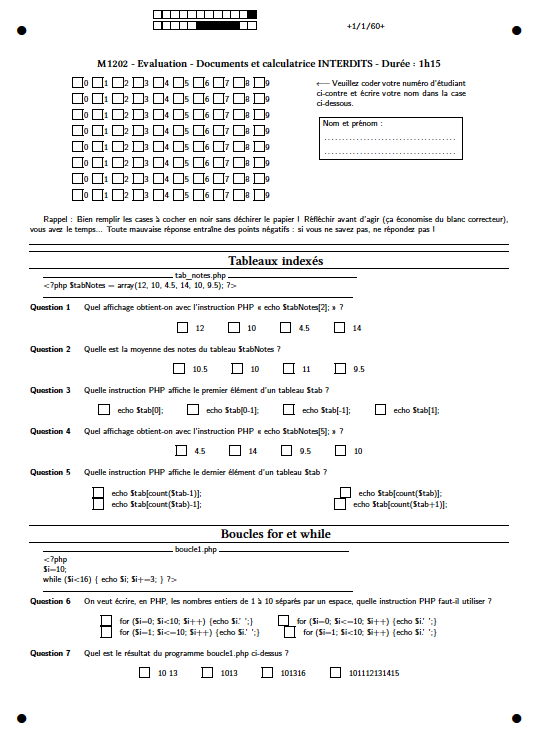 +1/1/60+
M1202 - Evaluation - Documents et calculatrice INTERDITS - Durée : 1h15
0 1 2 3 4 5 6 7 8 9
0 1 2 3 4 5 6 7 8 9
0 1 2 3 4 5 6 7 8 9
0 1 2 3 4 5 6 7 8 9
0 1 2 3 4 5 6 7 8 9
0 1 2 3 4 5 6 7 8 9
0 1 2 3 4 5 6 7 8 9
0 1 2 3 4 5 6 7 8 9
⟵ Veuillez coder votre numéro d'étudiant
ci-contre et écrire votre nom dans la case
ci-dessous.
Nom et prénom :
Rappel : Bien remplir les cases à cocher en noir sans déchirer le papier ! Réfléchir avant d'agir (ça économise du blanc correcteur),
vous avez le temps... Toute mauvaise réponse entraîne des points négatifs : si vous ne savez pas, ne répondez pas !
Tableaux indexés
tab_notes.php
<?php $tabNotes = array(12, 10, 4.5, 14, 10, 9.5); ?>
Question 1 Quel affichage obtient-on avec l'instruction PHP « echo $tabNotes[2]; » ?
12 10 4.5 14
Question 2 Quelle est la moyenne des notes du tableau $tabNotes ?
10.5 10 11 9.5
Question 3 Quelle instruction PHP affiche le premier élément d'un tableau $tab ?
echo $tab[0]; echo $tab[0-1]; echo $tab[-1]; echo $tab[1];
Question 4 Quel affichage obtient-on avec l'instruction PHP « echo $tabNotes[5]; » ?
4.5 14 9.5 10
Question 5 Quelle instruction PHP affiche le dernier élément d'un tableau $tab ?
echo $tab[count($tab-1)]; echo $tab[count($tab)];
echo $tab[count($tab)-1]; echo $tab[count($tab+1)];
Boucles for et while
boucle1.php
<?php
$i=10;
while ($i<16) { echo $i; $i+=3; } ?>
Question 6 On veut écrire, en PHP, les nombres entiers de 1 à 10 séparés par un espace, quelle instruction PHP faut-il utiliser ?
for ($i=0; $i<10; $i++) {echo $i.' ';} for ($i=0; $i<=10; $i++) {echo $i.' ';}
for ($i=1; $i<=10; $i++) {echo $i.' ';} for ($i=1; $i<10; $i++) {echo $i.' ';}
Question 7 Quel est le résultat du programme boucle1.php ci-dessus ?
10 13 1013 101316 101112131415